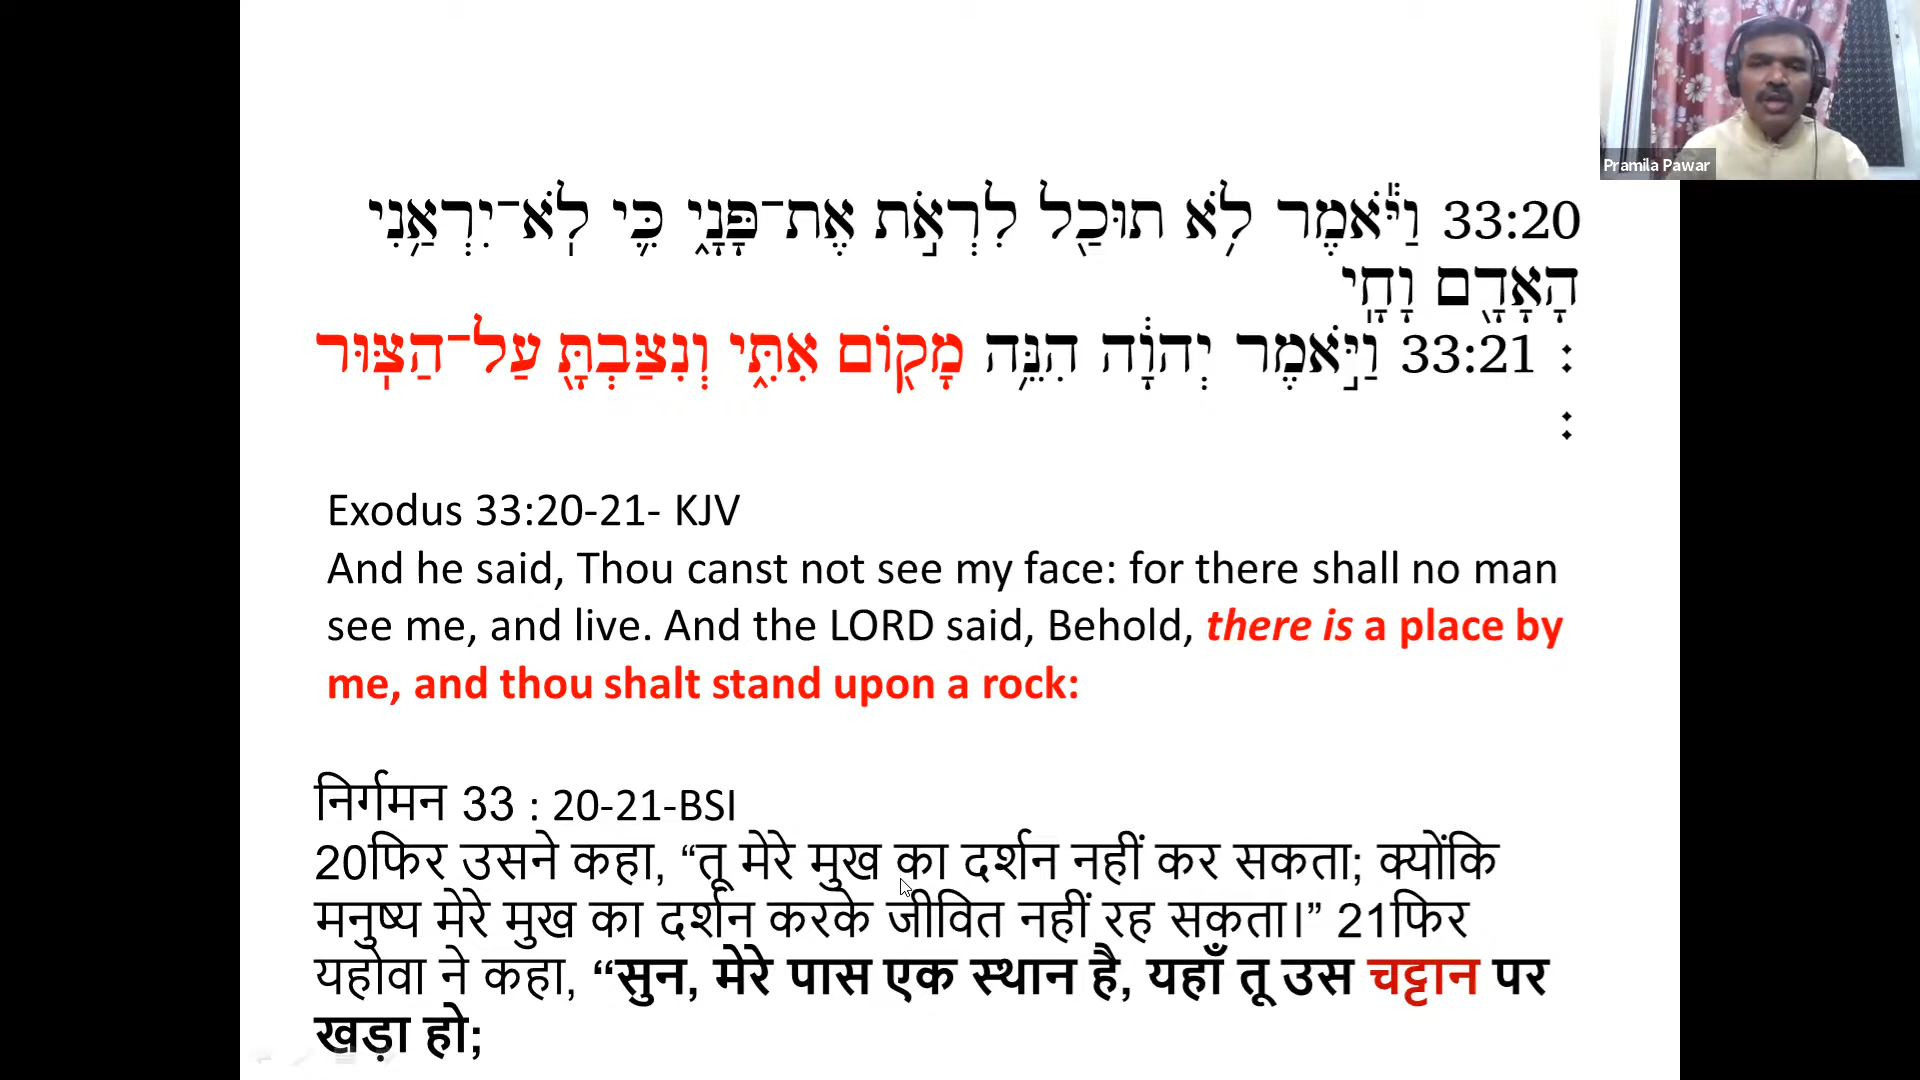 Pramila Pawar
33:20 וַיֹּ֕אמֶר לֹ֥א תוּכַ֖ל לִרְאֹ֣ת אֶת־פָּנָ֑י כִּ֛י לֹֽא־יִרְאַ֥נִי
הָאָדָ֖ם וָחָֽי
׃ 33:21 וַיֹּ֣אמֶר יְהוָ֔ה הִנֵּ֥ה מָק֖וֹם אִתִּ֑י וְנִצַּבְתָּ֖ עַל־הַצּֽוּר
׃
Exodus 33:20-21- KJV
And he said, Thou canst not see my face: for there shall no man
see me, and live. And the LORD said, Behold, there is a place by
me, and thou shalt stand upon a rock:
निर्गमन 33 : 20-21-BSI
20फिर उसने कहा, “तू मेरे मुख का दर्शन नहीं कर सकता; क्योंकि
मनुष्य मेरे मुख का दर्शन करके जीवित नहीं रह सकता।” 21फिर
यहोवा ने कहा, “सुन, मेरे पास एक स्थान है, यहाँ तू उस चट्टान पर
खड़ा हो;